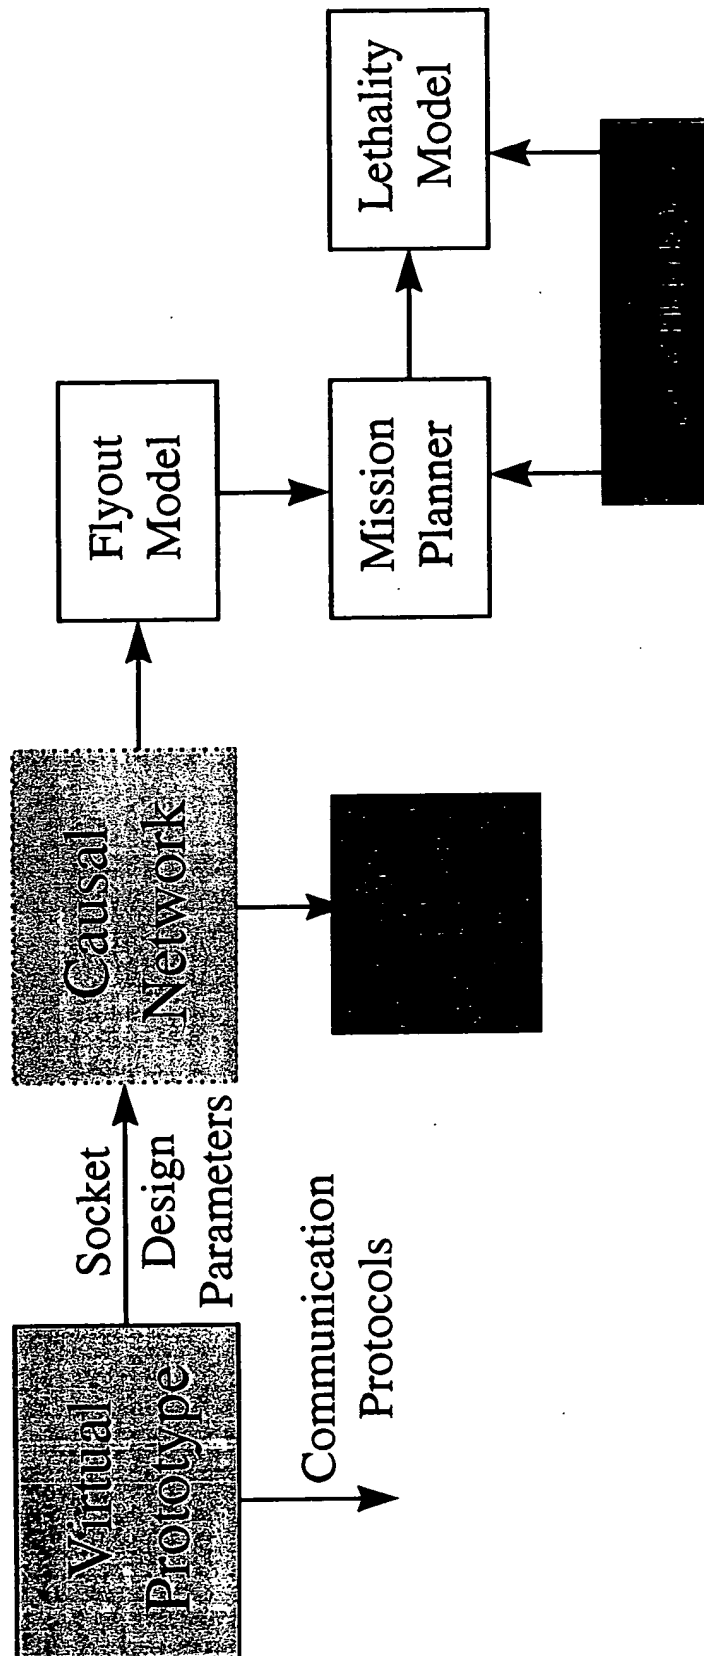 Virtual
Prototype
Socket
Design
Parameters
Communication
Protocols
Causal
Network
Flyout
Model
Mission
Planner
Lethality
Model